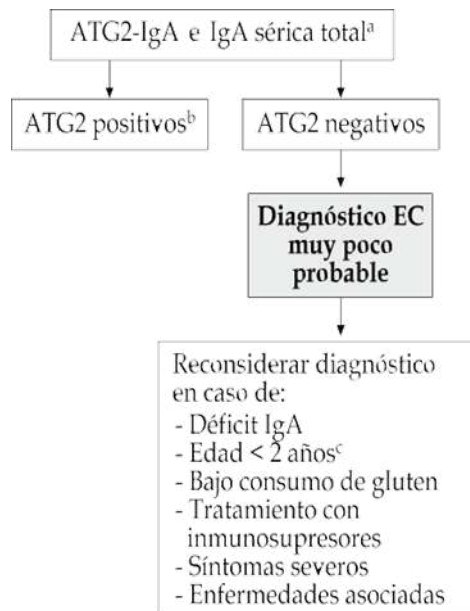 ATG2-IgA e IgA sérica totalᵃ
ATG2 positivosᵇ
ATG2 negativos
Diagnóstico EC
muy poco
probable
Reconsiderar diagnóstico
en caso de:
- Déficit IgA
- Edad < 2 añosᶜ
- Bajo consumo de gluten
- Tratamiento con
inmunosupresores
- Síntomas severos
- Enfermedades asociadas